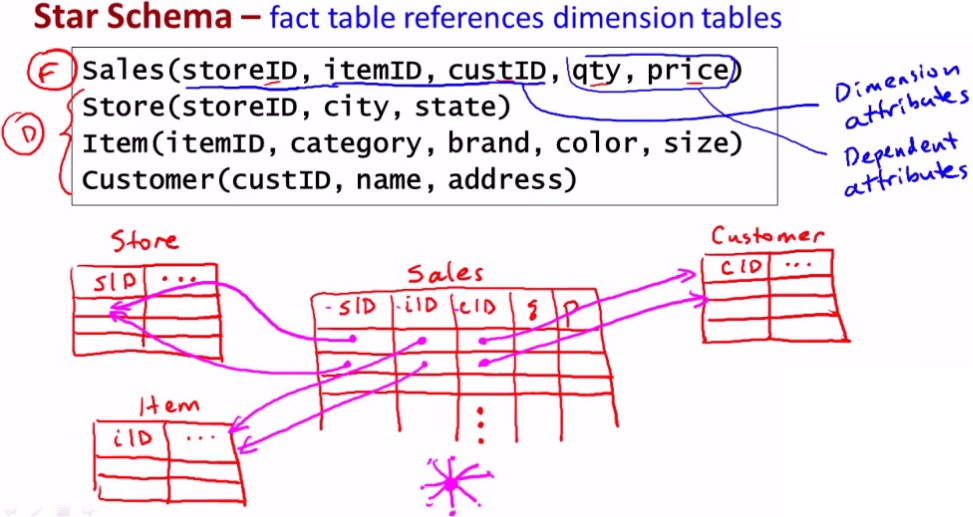 Star Schema – fact table references dimension tables
F
Sales(storeID, itemID, custID, qty, price)
Store(storeID, city, state)
D
Item(itemID, category, brand, color, size)
Customer(custID, name, address)
Dimension
attributes
Dependent
attributes
Store
SID ...
Sales
SID iID CID q p
Customer
CID ...
Item
iID ...